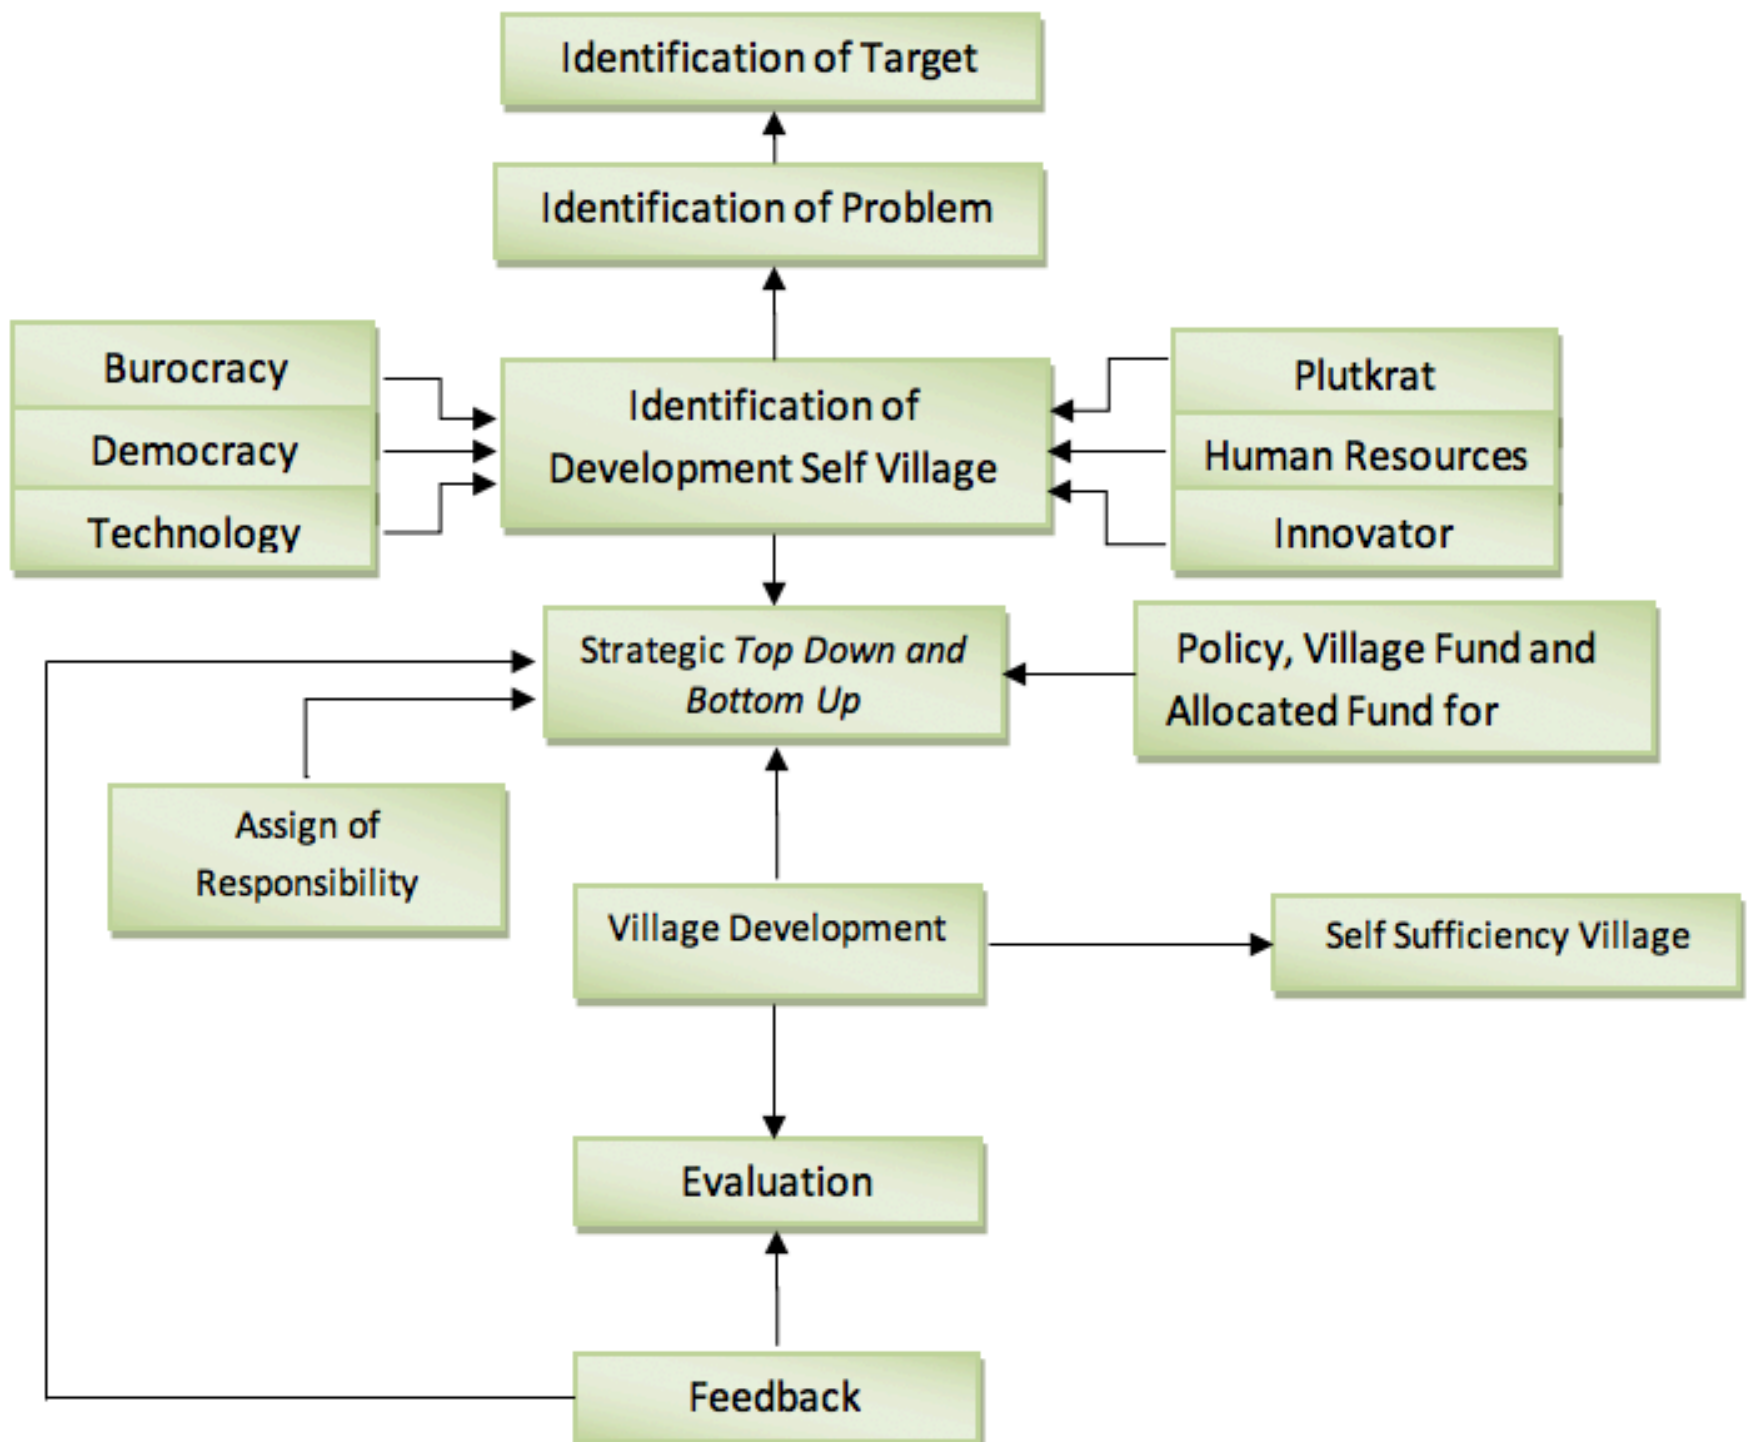 Identification of Target
Identification of Problem
Burocracy
Democracy
Technology
Identification of
Development Self Village
Plutkrat
Human Resources
Innovator
Strategic Top Down and
Bottom Up
Policy, Village Fund and
Allocated Fund for
Assign of
Responsibility
Village Development
Self Sufficiency Village
Evaluation
Feedback